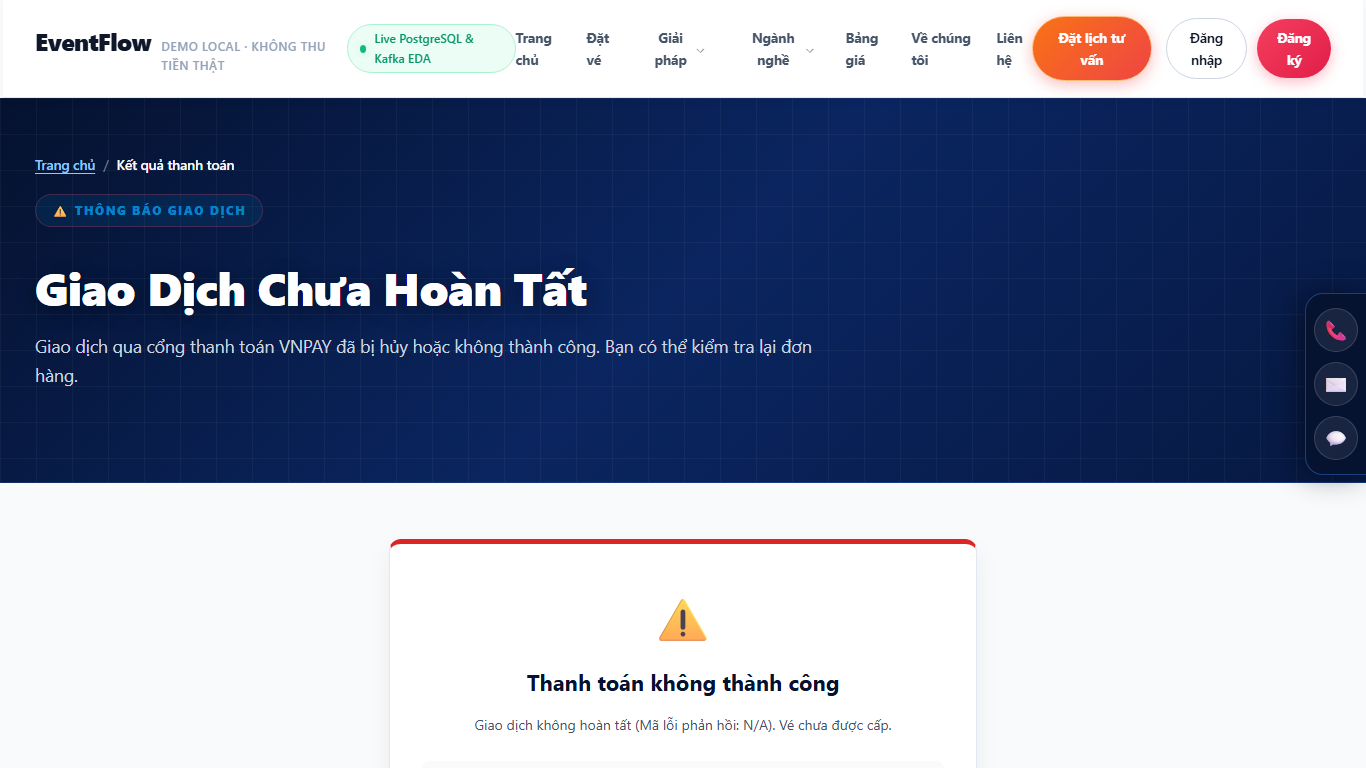 EventFlow
DEMO LOCAL · KHÔNG THU
TIỀN THẬT
Live PostgreSQL &
Kafka EDA
Trang
chủ
Đặt
vé
Giải
pháp
Ngành
nghề
Bảng
giá
Về chúng
tôi
Liên
hệ
Đặt lịch tư
vấn
Đăng
nhập
Đăng
ký
Trang chủ / Kết quả thanh toán
THÔNG BÁO GIAO DỊCH
Giao Dịch Chưa Hoàn Tất
Giao dịch qua cổng thanh toán VNPAY đã bị hủy hoặc không thành công. Bạn có thể kiểm tra lại đơn
hàng.
Thanh toán không thành công
Giao dịch không hoàn tất (Mã lỗi phản hồi: N/A). Vé chưa được cấp.